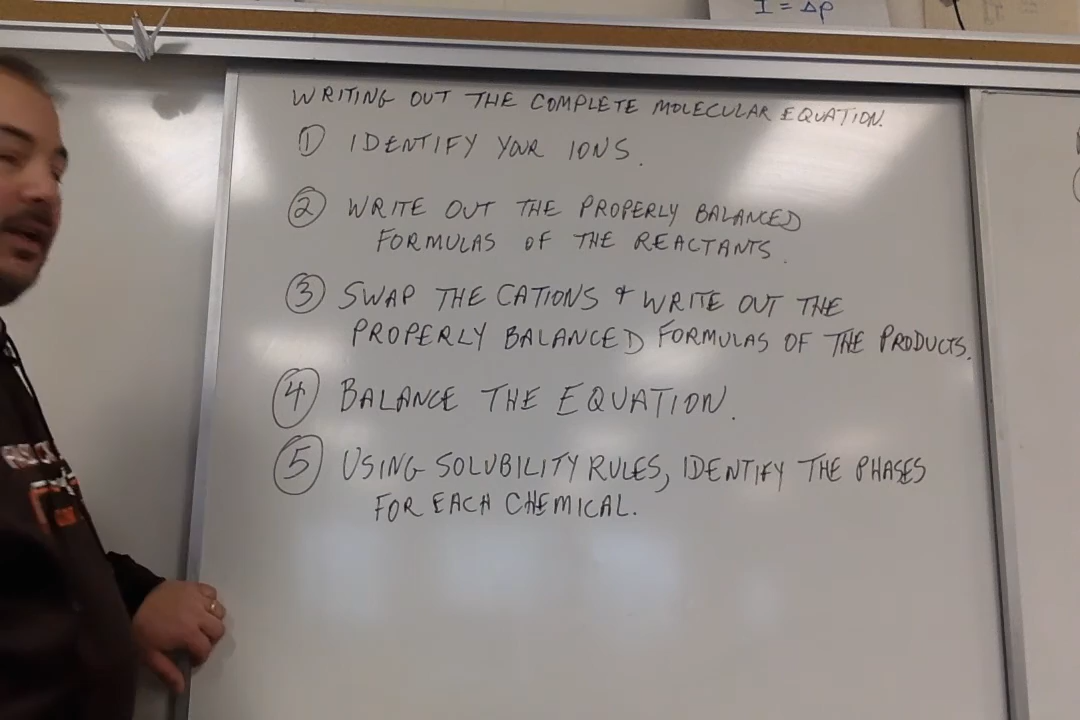 I = Δp
WRITING OUT THE COMPLETE MOLECULAR EQUATION.
① IDENTIFY YOUR IONS.
② WRITE OUT THE PROPERLY BALANCED
FORMULAS OF THE REACTANTS.
③ SWAP THE CATIONS & WRITE OUT THE
PROPERLY BALANCED FORMULAS OF THE PRODUCTS.
④ BALANCE THE EQUATION.
⑤ USING SOLUBILITY RULES, IDENTIFY THE PHASES
FOR EACH CHEMICAL.